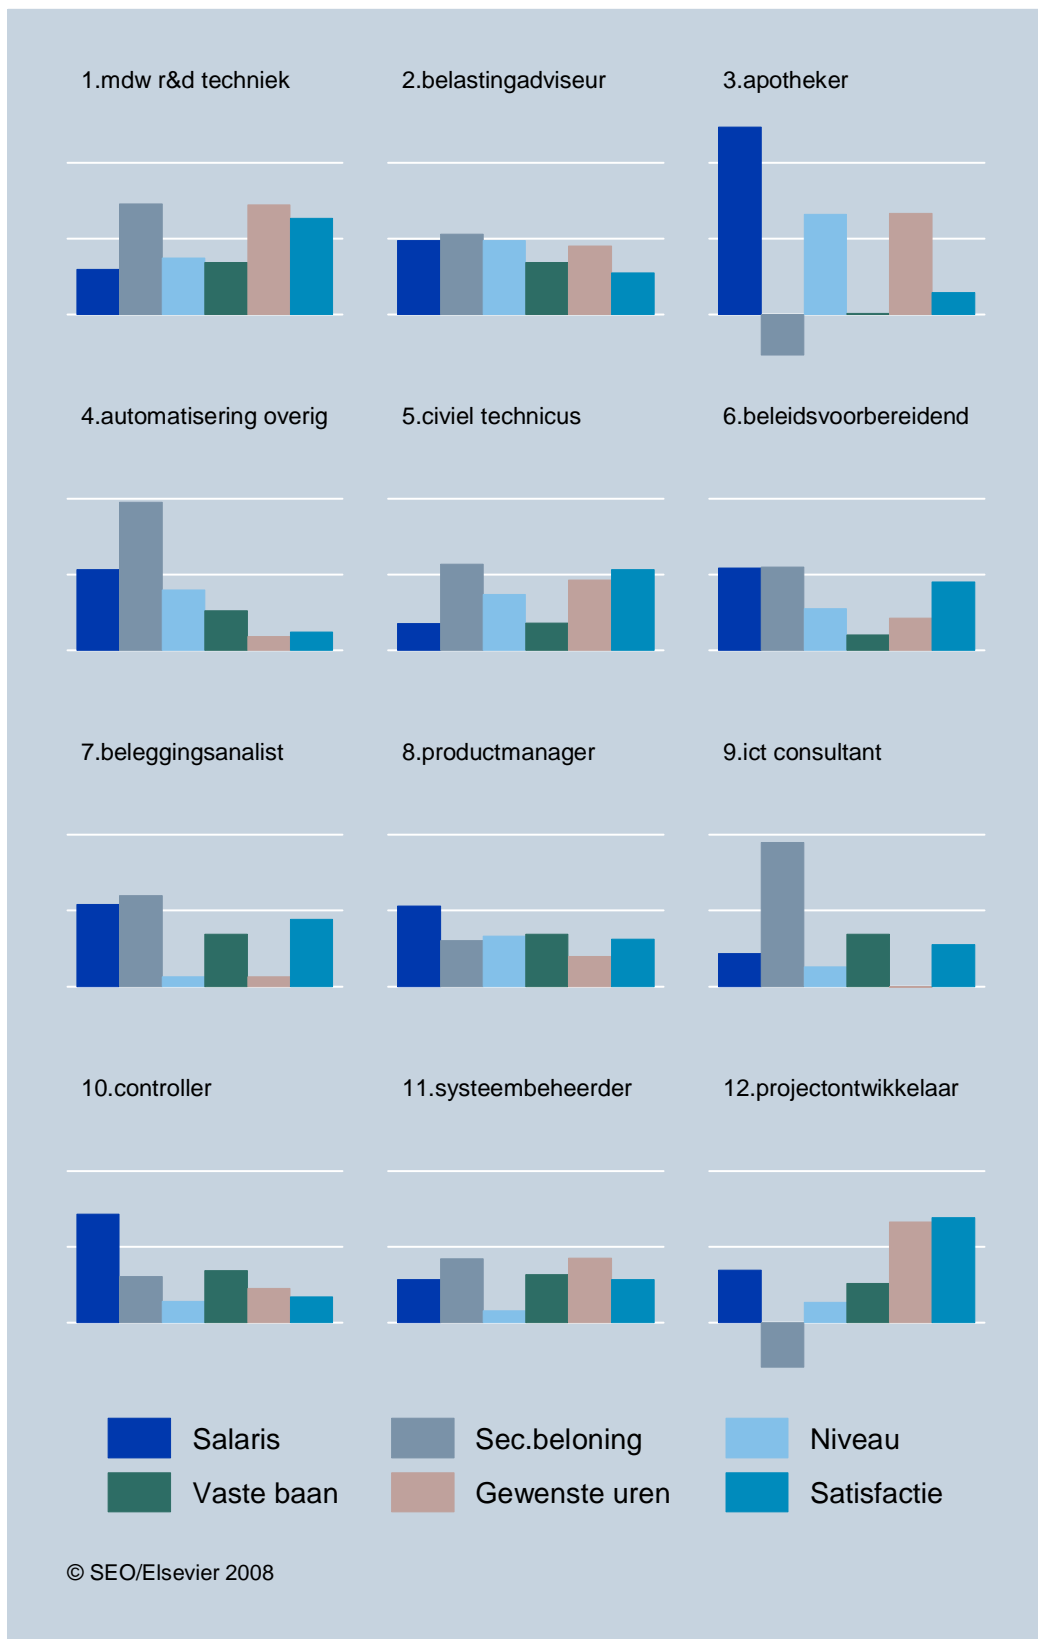 1.mdw r&d techniek
2.belastingadviseur
3.apotheker
4.automatisering overig
5.civiel technicus
6.beleidsvoorbereidend
7.beleggingsanalist
8.productmanager
9.ict consultant
10.controller
11.systeembeheerder
12.projectontwikkelaar
Salaris
Sec.beloning
Niveau
Vaste baan
Gewenste uren
Satisfactie
© SEO/Elsevier 2008